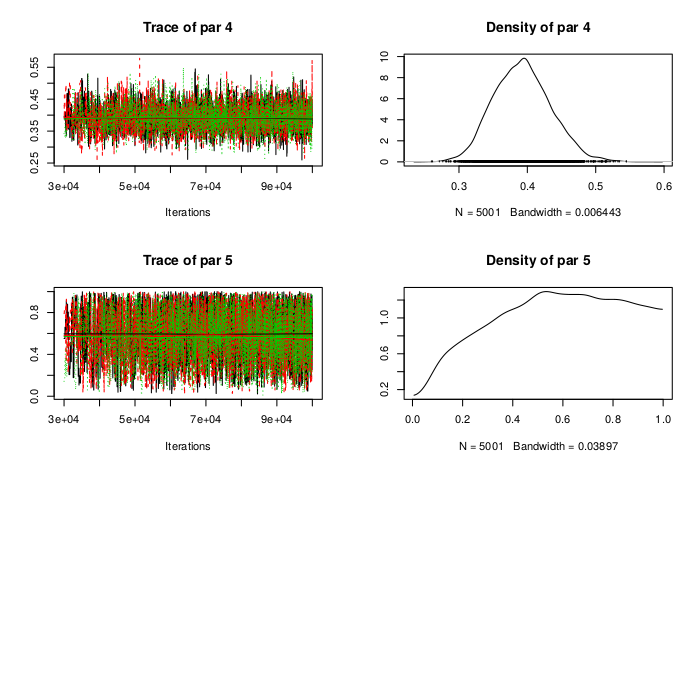 Trace of par 4
0.25 0.35 0.45 0.55
3e+04 5e+04 7e+04 9e+04
Iterations
Density of par 4
0 2 4 6 8 10
0.3 0.4 0.5 0.6
N = 5001 Bandwidth = 0.006443
Trace of par 5
0.0 0.4 0.8
3e+04 5e+04 7e+04 9e+04
Iterations
Density of par 5
0.2 0.6 1.0
0.0 0.2 0.4 0.6 0.8 1.0
N = 5001 Bandwidth = 0.03897